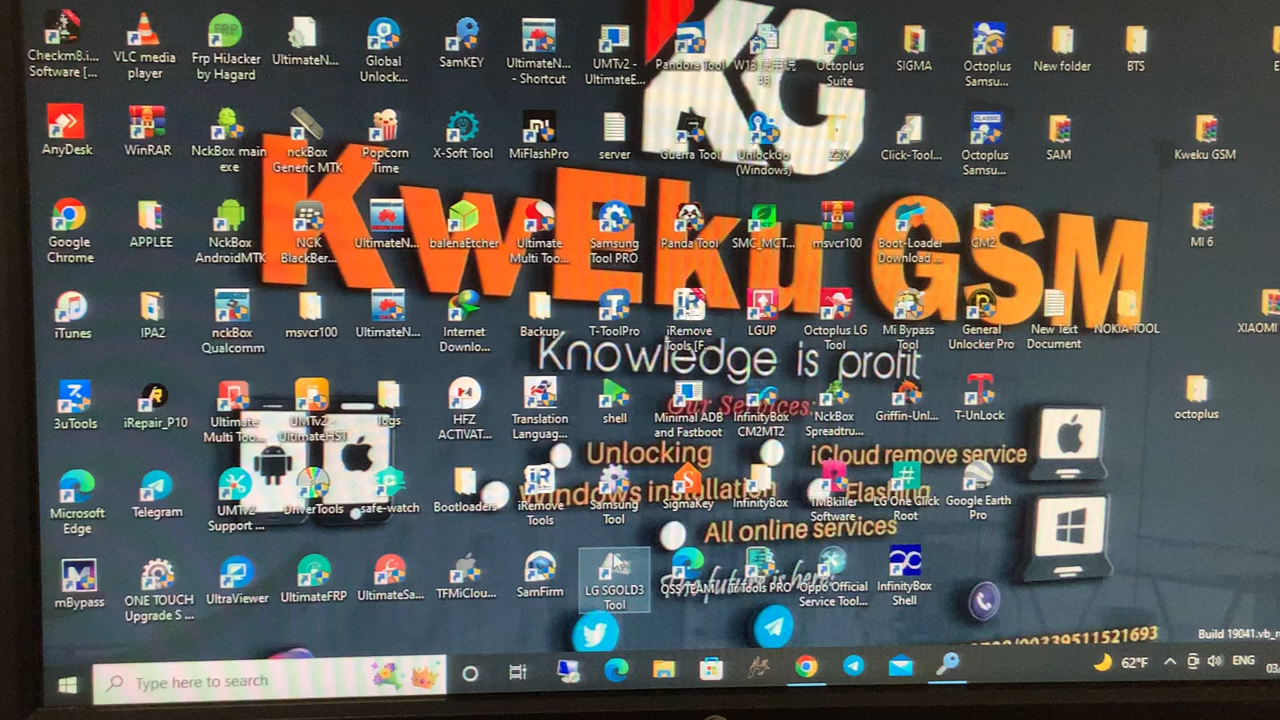 KG
Checkm8.i...
Software [...
VLC media
player
Frp HiJacker
by Hagard
UltimateN...
Global
Unlock...
SamKEY
UltimateN...
- Shortcut
UMTv2 -
UltimateE...
Pandora Tool
Octoplus
Suite
SIGMA
Octoplus
Samsu...
New folder
BTS
AnyDesk
WinRAR
NckBox main
exe
nckBox
Generic MTK
Popcorn
Time
X-Soft Tool
MiFlashPro
server
Guerra Tool
UnlockGo
(Windows)
Z3X
Click-Tool...
Octoplus
Samsu...
SAM
Kweku GSM
KwEku GSM
Google
Chrome
APPLEE
NckBox
AndroidMTK
NCK
BlackBer...
UltimateN...
balenaEtcher
Ultimate
Multi Too...
Samsung
Tool PRO
Panda Tool
SMC_MCT...
msvcr100
Boot-Loader
Download ...
CM2
MI 6
iTunes
IPA2
nckBox
Qualcomm
msvcr100
UltimateN...
Internet
Downlo...
Backup
T-ToolPro
iRemove
Tools [F...
LGUP
Octoplus LG
Tool
Mi Bypass
Tool
General
Unlocker Pro
New Text
Document
NOKIA TOOL
XIAOMI
Knowledge is profit
3uTools
iRepair_P10
Ultimate
Multi Too...
UMTv2 -
UltimateHST
logs
HFZ
ACTIVAT...
Translation
Languag...
shell
Minimal ADB
and Fastboot
InfinityBox
CM2MT2
NckBox
Spreadtru...
Griffin-Unl...
T-UnLock
octoplus
Our Services:
Unlocking
iCloud remove service
Windows installation
Flashing
All online services
Microsoft
Edge
Telegram
UMTv2
Support ...
DriverTools
safe-watch
Bootloaders
iRemove
Tools
Samsung
Tool
SigmaKey
InfinityBox
TMBkiller
Software
LG One Click
Root
Google Earth
Pro
mBypass
ONE TOUCH
Upgrade S ...
UltraViewer
UltimateFRP
UltimateSa...
TFMiClou...
SamFirm
LG SGOLD3
Tool
OSS TEAM
TFTools PRO
Oppo Official
Service Tool...
InfinityBox
Shell
The future is here.
/00339511521693
Build 19041.vb_r
Type here to search
62°F
ENG